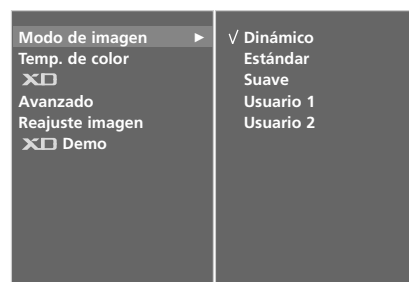 Modo de imagen ►
Temp. de color
XD
Avanzado
Reajuste imagen
XD Demo
√ Dinámico
Estándar
Suave
Usuario 1
Usuario 2